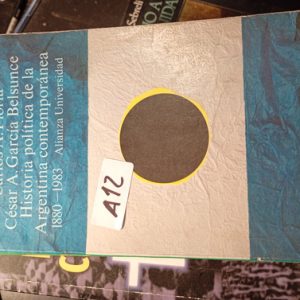 César A. García Belsunce
Historia política de la
Argentina contemporánea
1880-1983 Alianza Universidad
A12